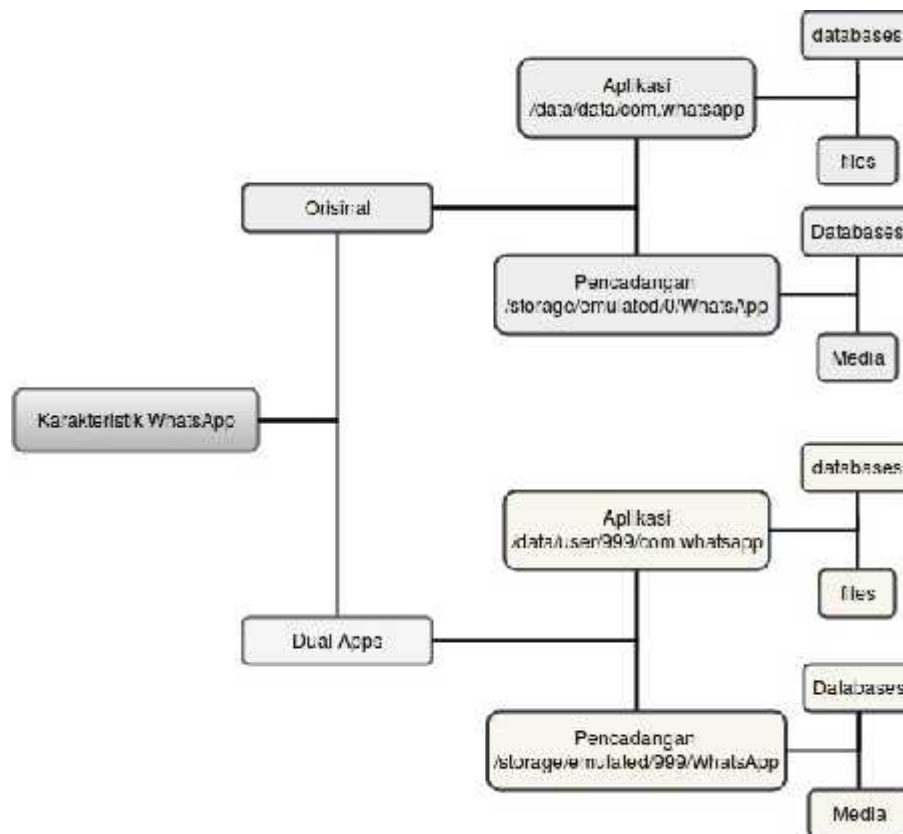 Karakteristik WhatsApp
Orisinal
Aplikasi
/data/data/com.whatsapp
databases
files
Pencadangan
/storage/emulated/0/WhatsApp
Databases
Media
Dual Apps
Aplikasi
/data/user/999/com.whatsapp
databases
files
Pencadangan
/storage/emulated/999/WhatsApp
Databases
Media